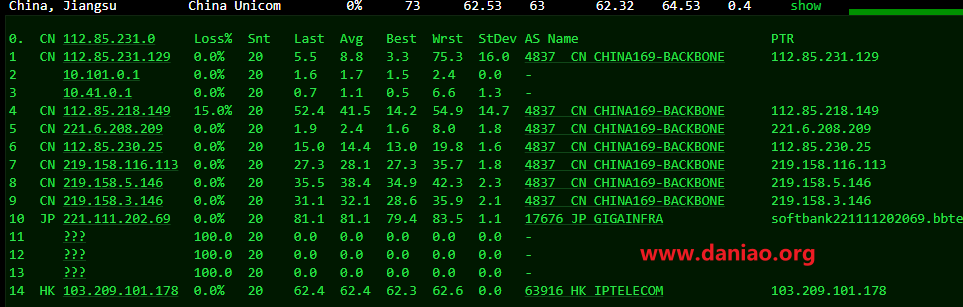 China, Jiangsu China Unicom 0% 73 62.53 63 62.32 64.53 0.4 show
0. CN 112.85.231.0 Loss% Snt Last Avg Best Wrst StDev AS Name PTR
1 CN 112.85.231.129 0.0% 20 5.5 8.8 3.3 75.3 16.0 4837 CN CHINA169-BACKBONE 112.85.231.129
2 10.101.0.1 0.0% 20 1.6 1.7 1.5 2.4 0.0 -
3 10.41.0.1 0.0% 20 0.7 1.1 0.5 6.6 1.3 -
4 CN 112.85.218.149 15.0% 20 52.4 41.5 14.2 54.9 14.7 4837 CN CHINA169-BACKBONE 112.85.218.149
5 CN 221.6.208.209 0.0% 20 1.9 2.4 1.6 8.0 1.8 4837 CN CHINA169-BACKBONE 221.6.208.209
6 CN 112.85.230.25 0.0% 20 15.0 14.4 13.0 19.8 1.6 4837 CN CHINA169-BACKBONE 112.85.230.25
7 CN 219.158.116.113 0.0% 20 27.3 28.1 27.3 35.7 1.8 4837 CN CHINA169-BACKBONE 219.158.116.113
8 CN 219.158.5.146 0.0% 20 35.5 38.4 34.9 42.3 2.3 4837 CN CHINA169-BACKBONE 219.158.5.146
9 CN 219.158.3.146 0.0% 20 31.1 32.1 28.6 35.9 2.1 4837 CN CHINA169-BACKBONE 219.158.3.146
10 JP 221.111.202.69 0.0% 20 81.1 81.1 79.4 83.5 1.1 17676 JP GIGAINFRA softbank221111202069.bbte
11 ??? 100.0 20 0.0 0.0 0.0 0.0 0.0 -
12 ??? 100.0 20 0.0 0.0 0.0 0.0 0.0 -
13 ??? 100.0 20 0.0 0.0 0.0 0.0 0.0 -
www.daniao.org
14 HK 103.209.101.178 0.0% 20 62.4 62.4 62.3 62.6 0.0 63916 HK IPTELECOM 103.209.101.178